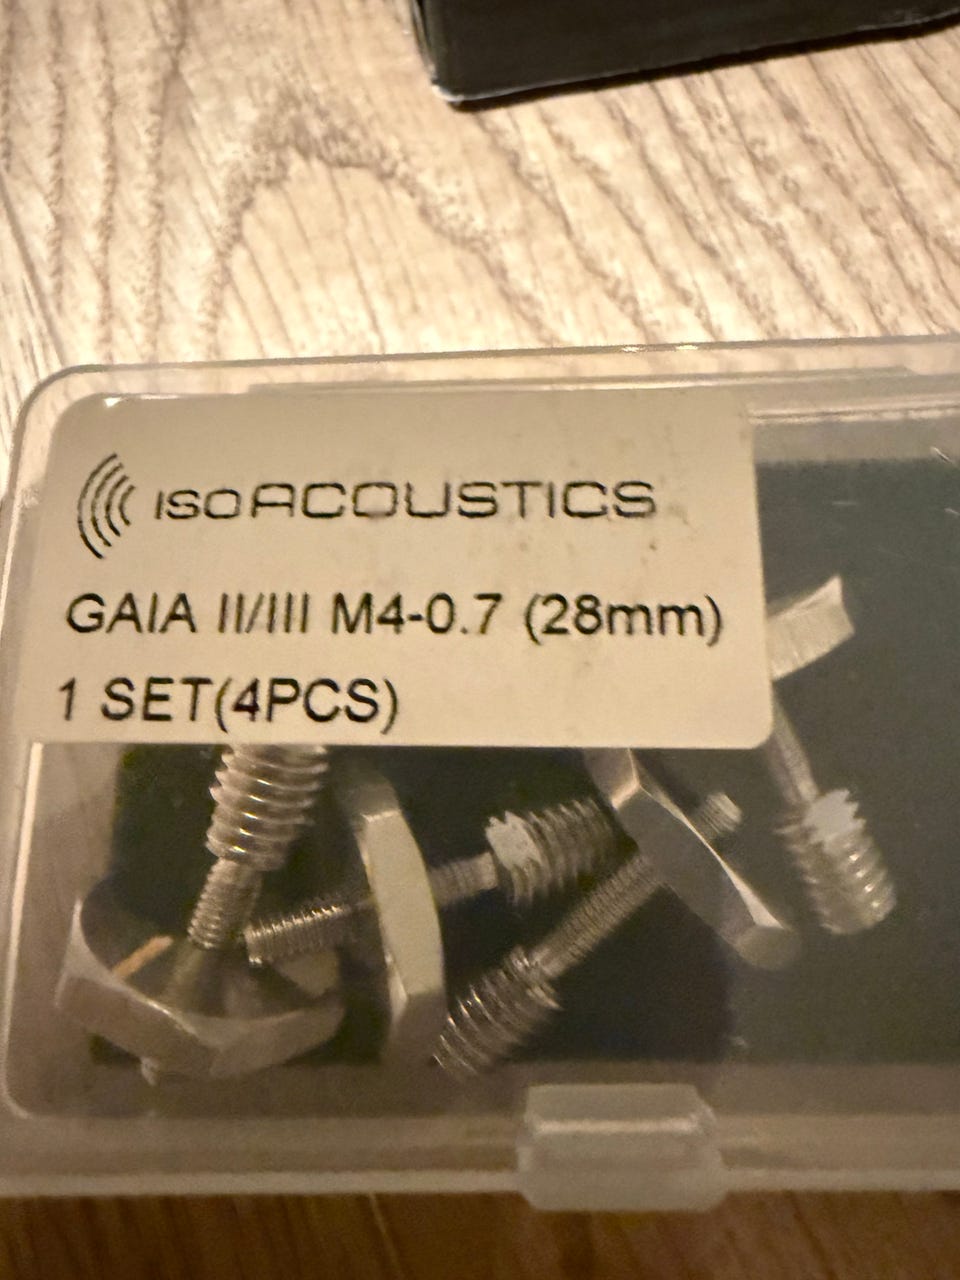 ISOACOUSTICS
GAIA II/III M4-0.7 (28mm)
1 SET(4PCS)